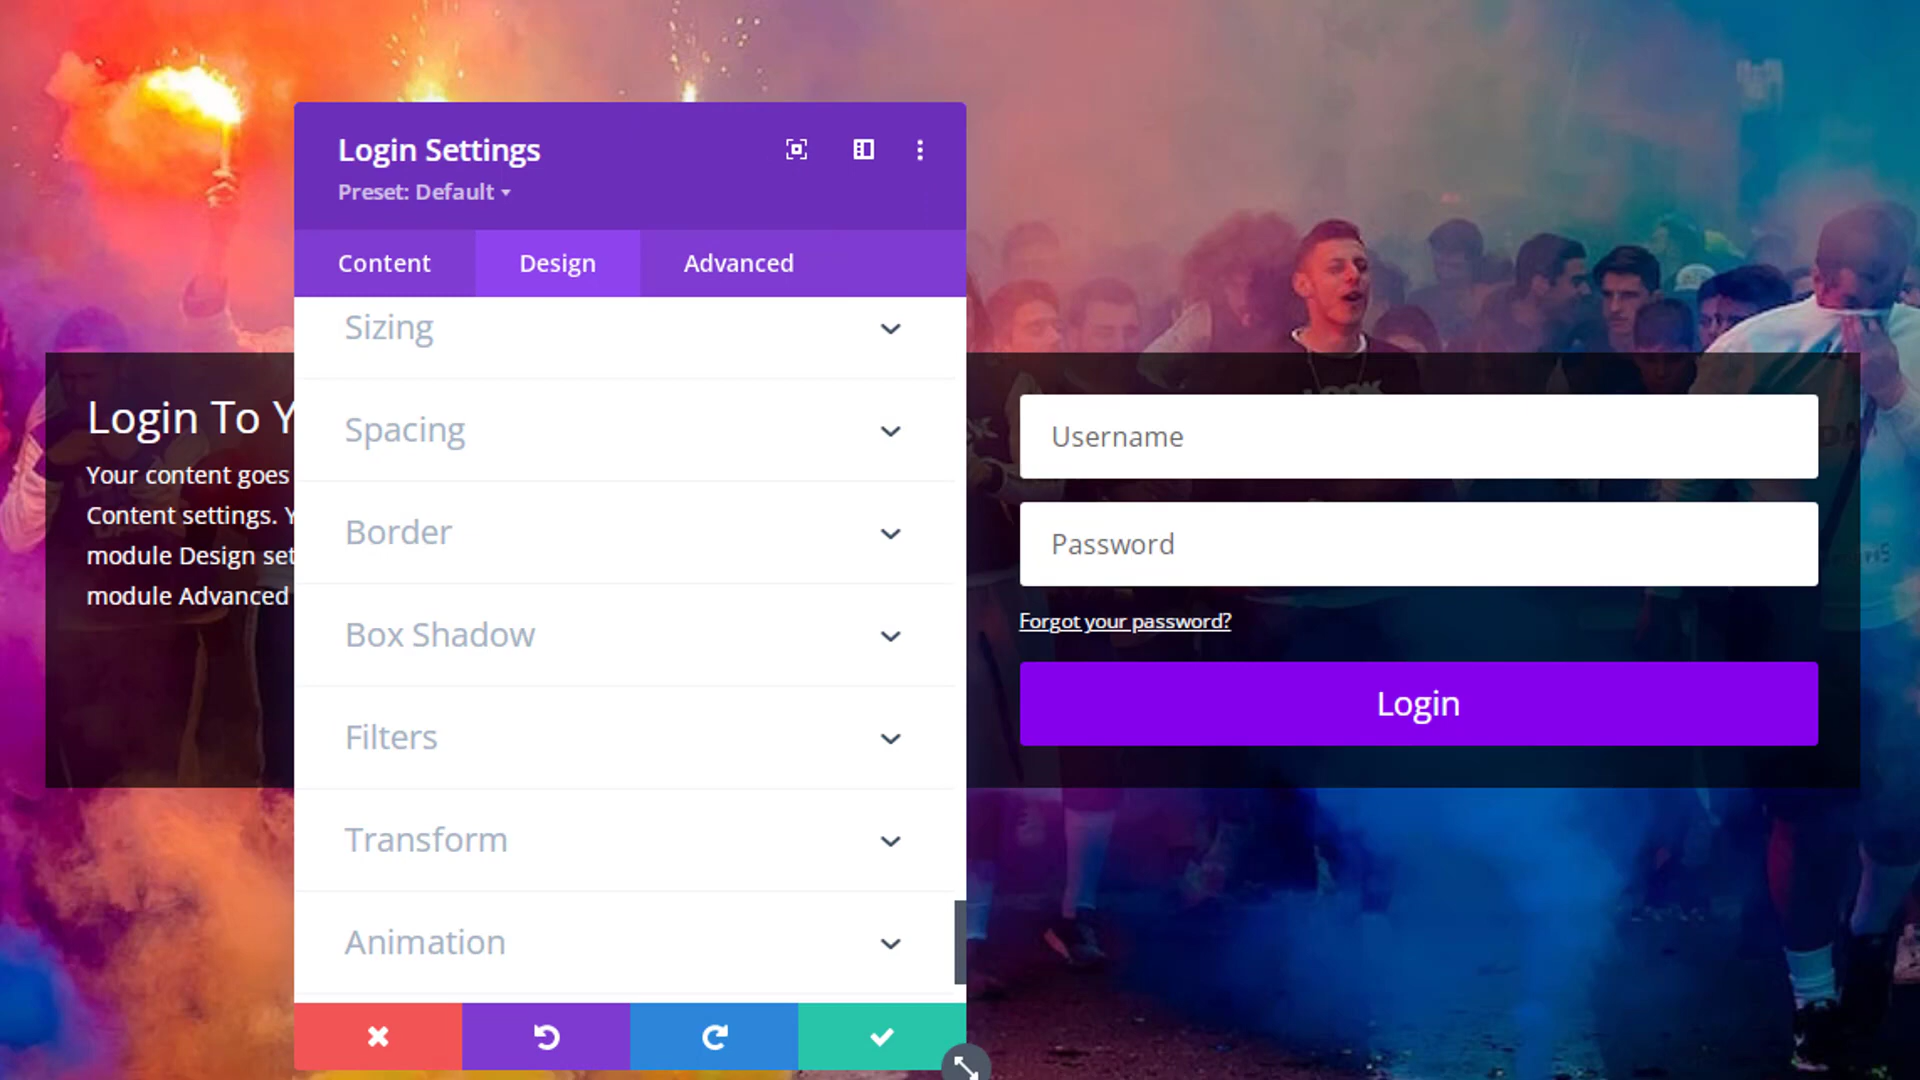 Login Settings
Preset: Default
Content
Design
Advanced
Sizing
Spacing
Border
Box Shadow
Filters
Transform
Animation
Login To Y
Your content goes
Content settings. Y
module Design set
module Advanced
Username
Password
Forgot your password?
Login